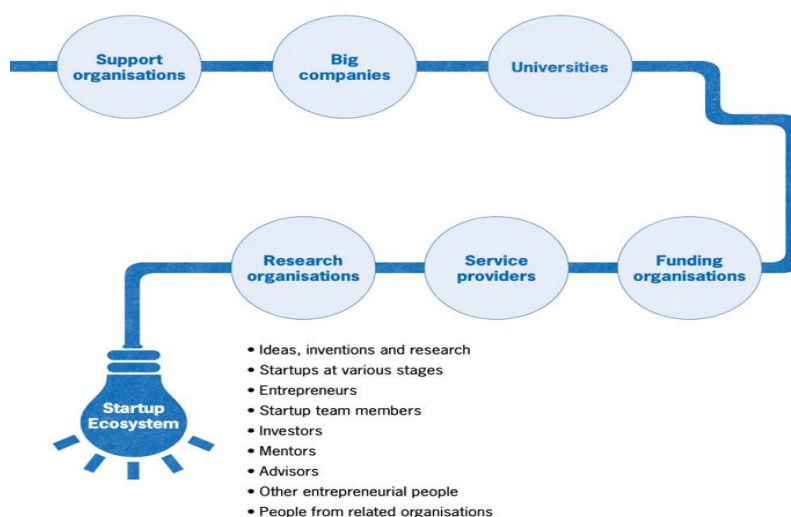 Support
organisations
Big
companies
Universities
Research
organisations
Service
providers
Funding
organisations
Startup
Ecosystem
• Ideas, inventions and research
• Startups at various stages
• Entrepreneurs
• Startup team members
• Investors
• Mentors
• Advisors
• Other entrepreneurial people
• People from related organisations